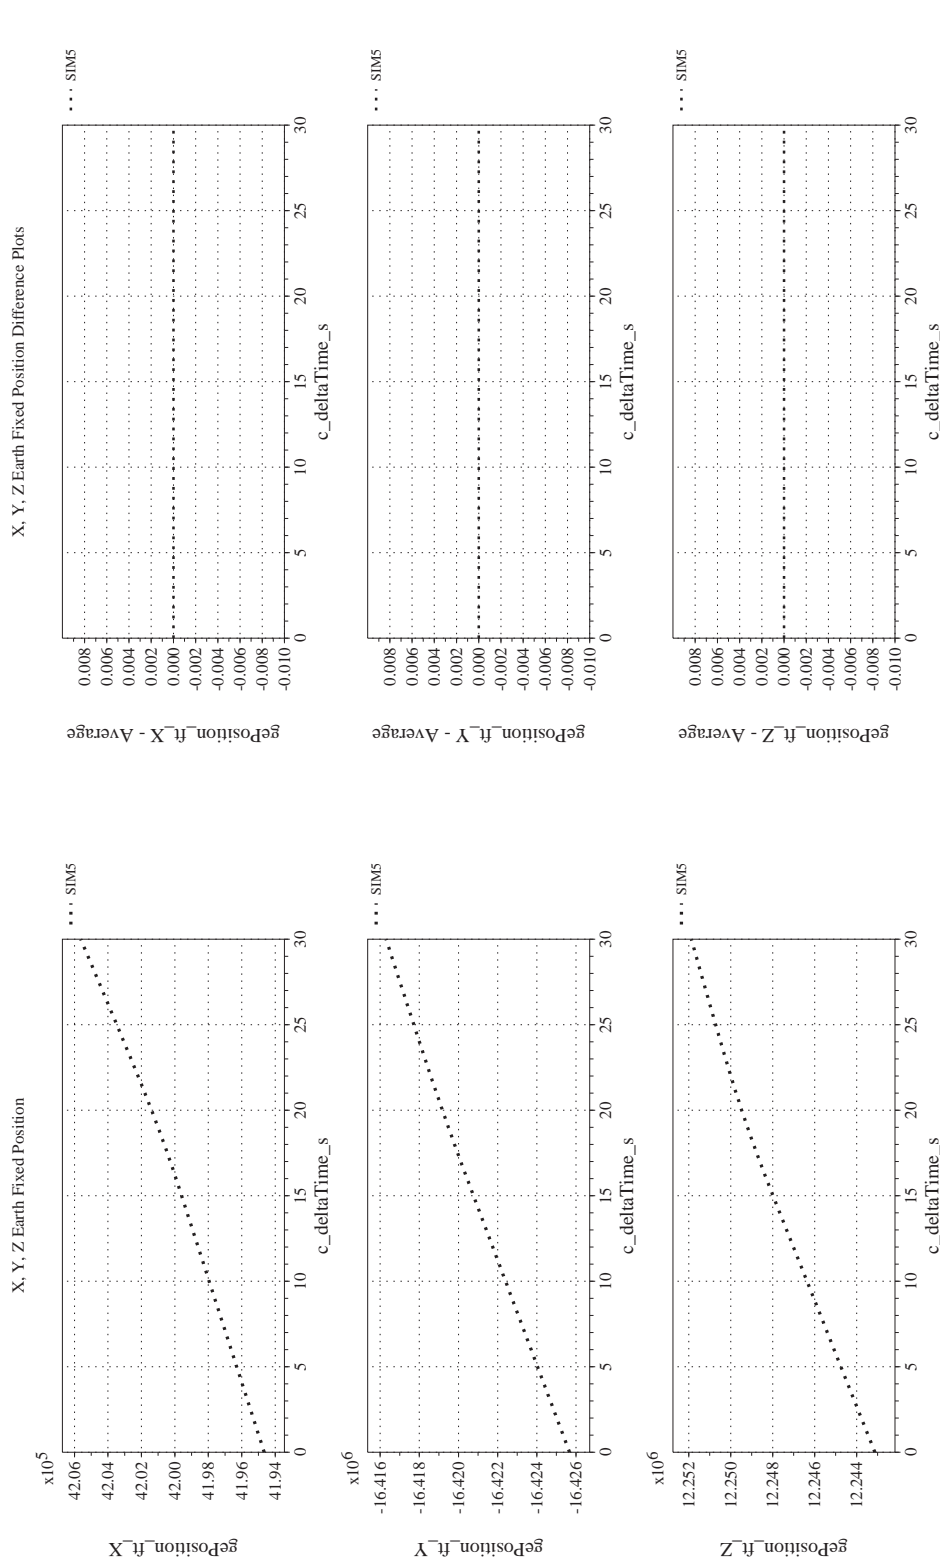 X, Y, Z Earth Fixed Position
x10⁵
42.06
42.04
42.02
42.00
41.98
41.96
41.94
gePosition_ft_X
0 5 10 15 20 25 30
c_deltaTime_s
SIM5
x10⁶
-16.416
-16.418
-16.420
-16.422
-16.424
-16.426
gePosition_ft_Y
0 5 10 15 20 25 30
c_deltaTime_s
SIM5
x10⁶
12.252
12.250
12.248
12.246
12.244
gePosition_ft_Z
0 5 10 15 20 25 30
c_deltaTime_s
SIM5
X, Y, Z Earth Fixed Position Difference Plots
0.008
0.006
0.004
0.002
0.000
-0.002
-0.004
-0.006
-0.008
-0.010
gePosition_ft_X - Average
0 5 10 15 20 25 30
c_deltaTime_s
SIM5
0.008
0.006
0.004
0.002
0.000
-0.002
-0.004
-0.006
-0.008
-0.010
gePosition_ft_Y - Average
0 5 10 15 20 25 30
c_deltaTime_s
SIM5
0.008
0.006
0.004
0.002
0.000
-0.002
-0.004
-0.006
-0.008
-0.010
gePosition_ft_Z - Average
0 5 10 15 20 25 30
c_deltaTime_s
SIM5